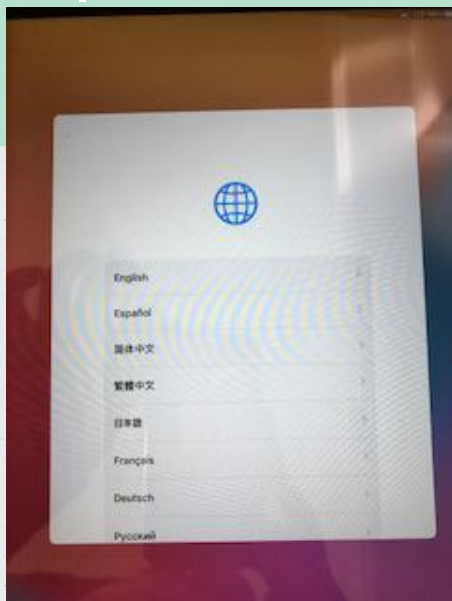 English
Español
简体中文
繁體中文
日本語
Français
Deutsch
Русский